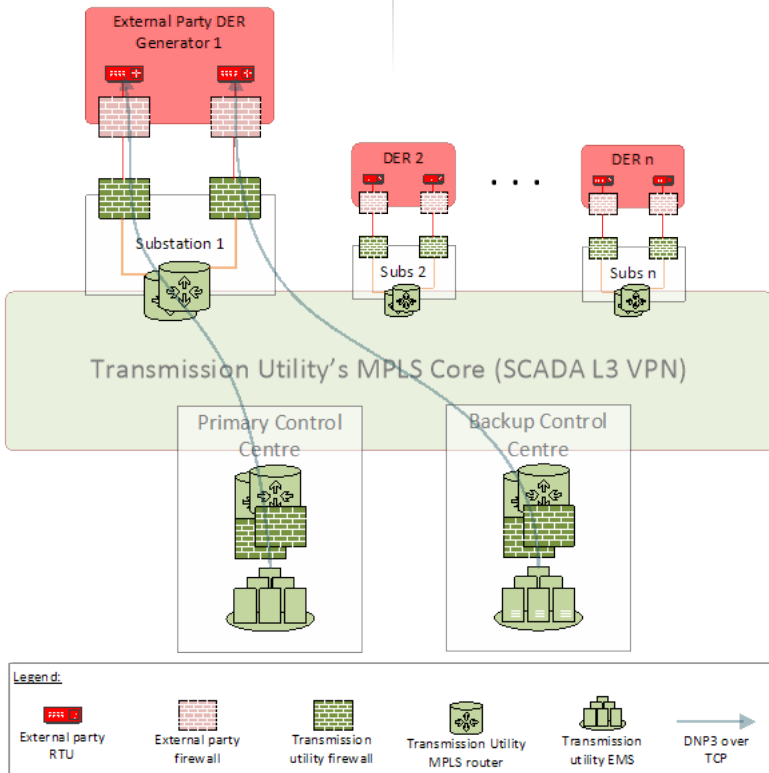 External Party DER
Generator 1
DER 2
DER n
. . .
Substation 1
Subs 2
Subs n
Transmission Utility's MPLS Core (SCADA L3 VPN)
Primary Control
Centre
Backup Control
Centre
Legend:
External party
RTU
External party
firewall
Transmission
utility firewall
Transmission Utility
MPLS router
Transmission
utility EMS
DNP3 over
TCP